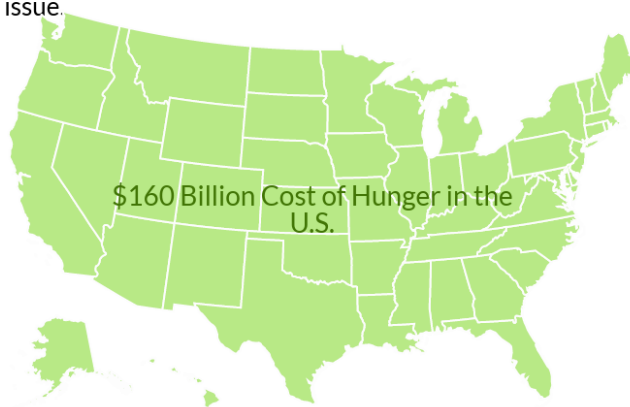 issue.
$160 Billion Cost of Hunger in the
U.S.